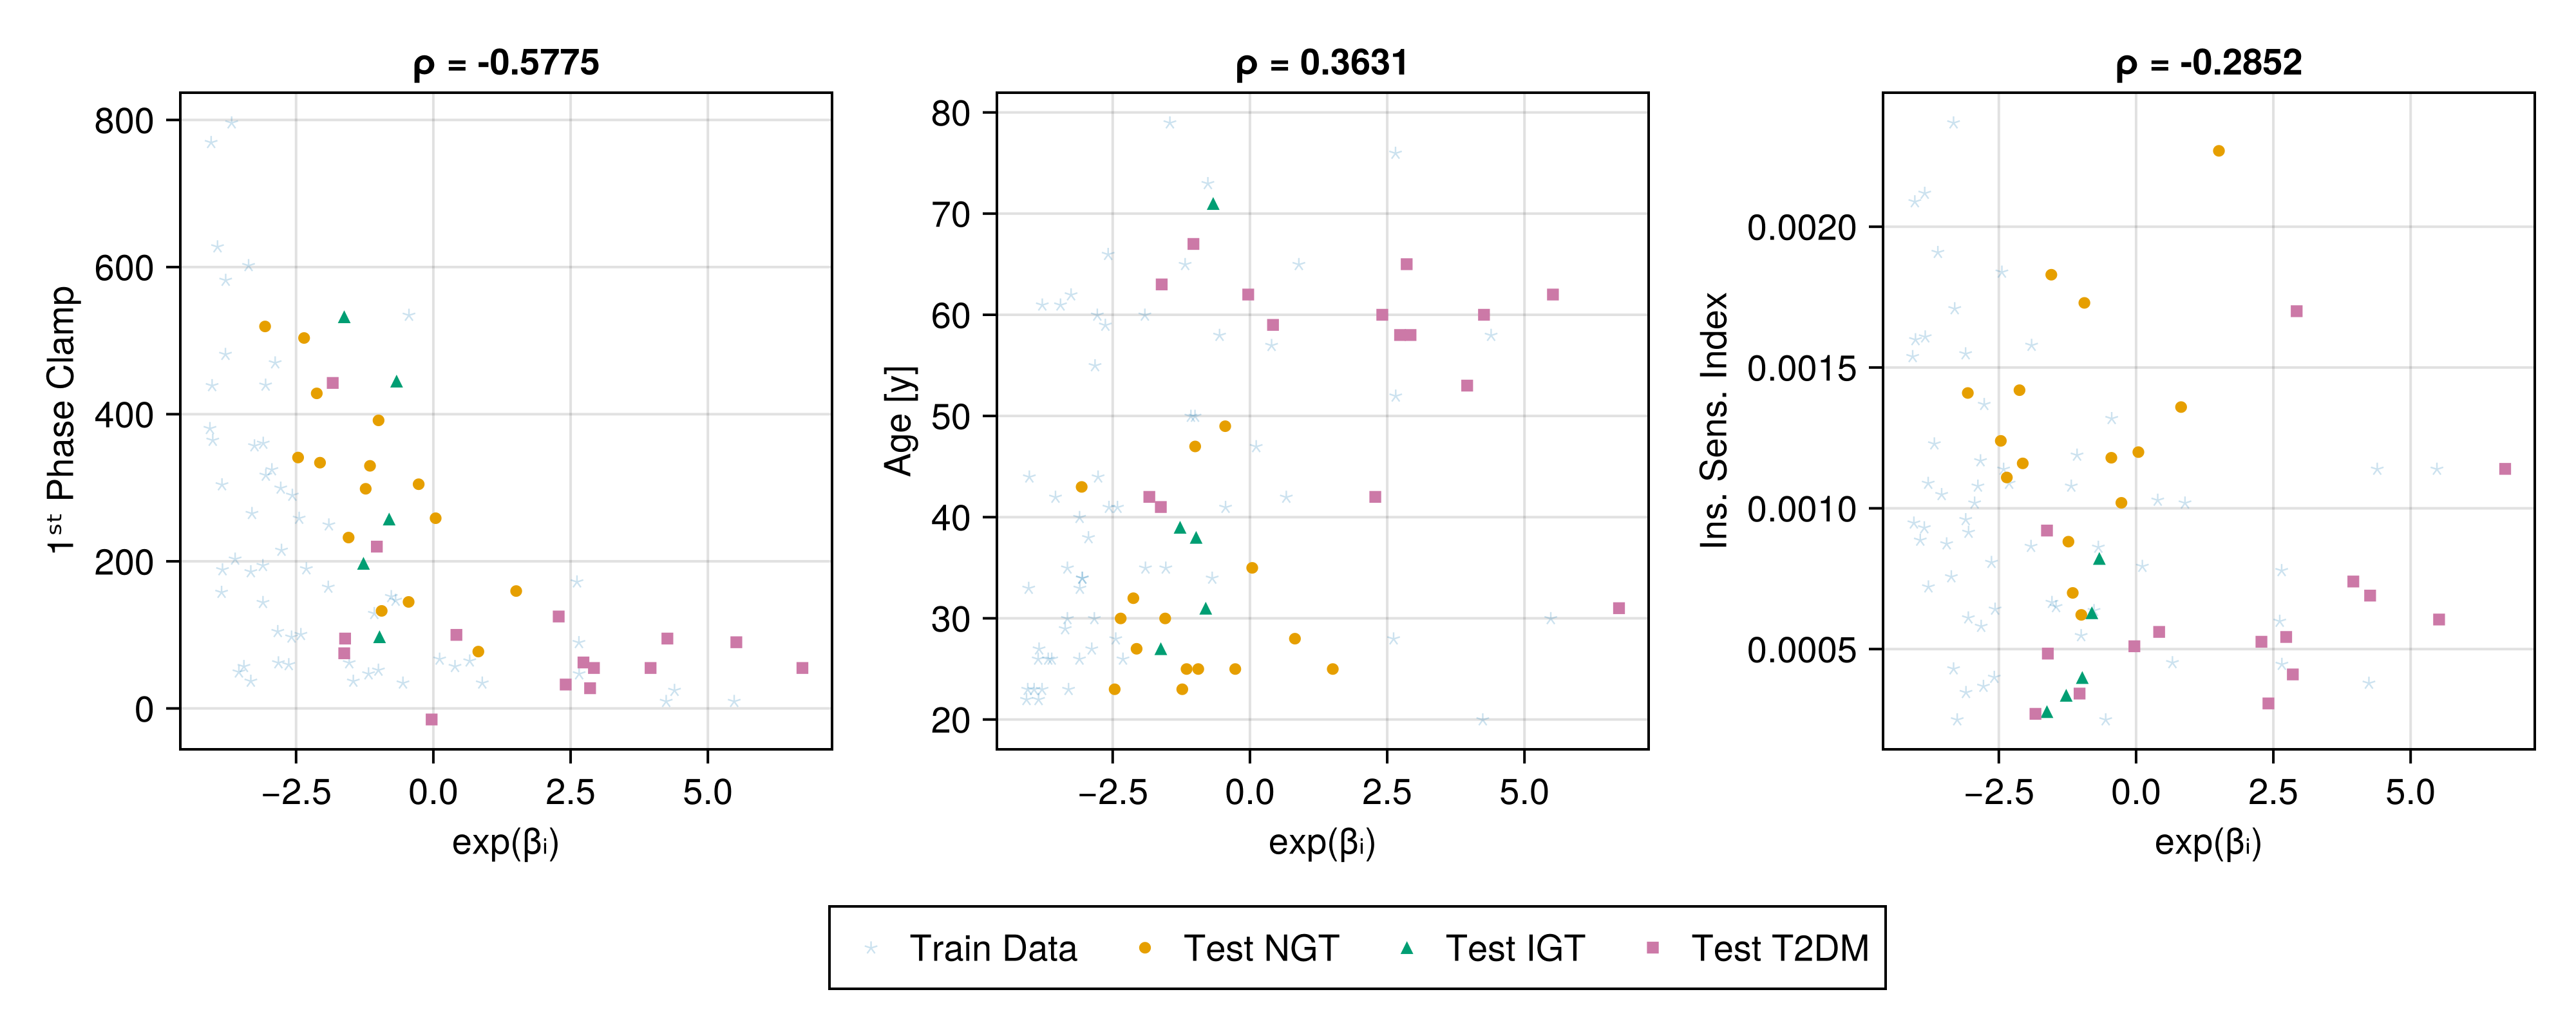 ρ = -0.5775
800
600
400
200
0
1ˢᵗ Phase Clamp
−2.5 0.0 2.5 5.0
exp(βᵢ)
ρ = 0.3631
80
70
60
50
40
30
20
Age [y]
−2.5 0.0 2.5 5.0
exp(βᵢ)
ρ = -0.2852
0.0020
0.0015
0.0010
0.0005
Ins. Sens. Index
−2.5 0.0 2.5 5.0
exp(βᵢ)
Train Data Test NGT Test IGT Test T2DM